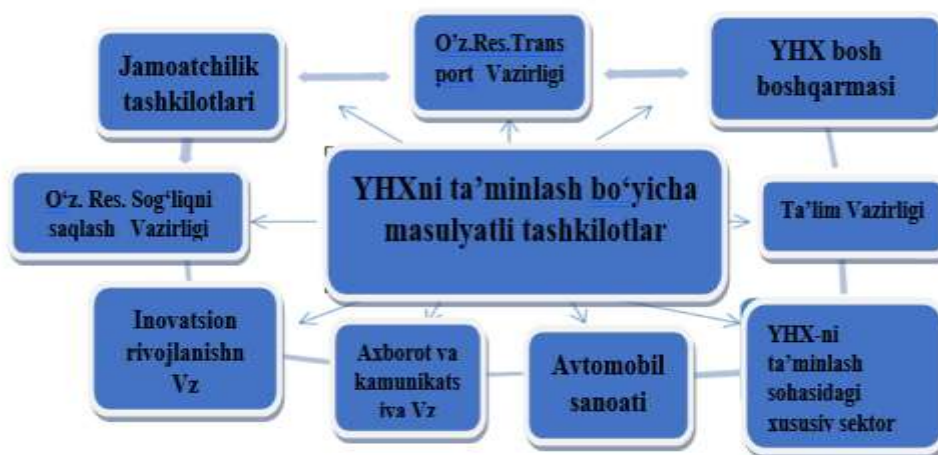 Jamoatchilik
tashkilotlari
O’z.Res.Trans
port Vazirligi
YHX bosh
boshqarmasi
O‘z. Res. Sog‘liqni
saqlash Vazirligi
YHXni ta’minlash bo‘yicha
masulyatli tashkilotlar
Ta’lim Vazirligi
Inovatsion
rivojlanishn
Vz
Axborot va
kamunikats
iva Vz
Avtomobil
sanoati
YHX-ni
ta’minlash
sohasidagi
xususiv sektor